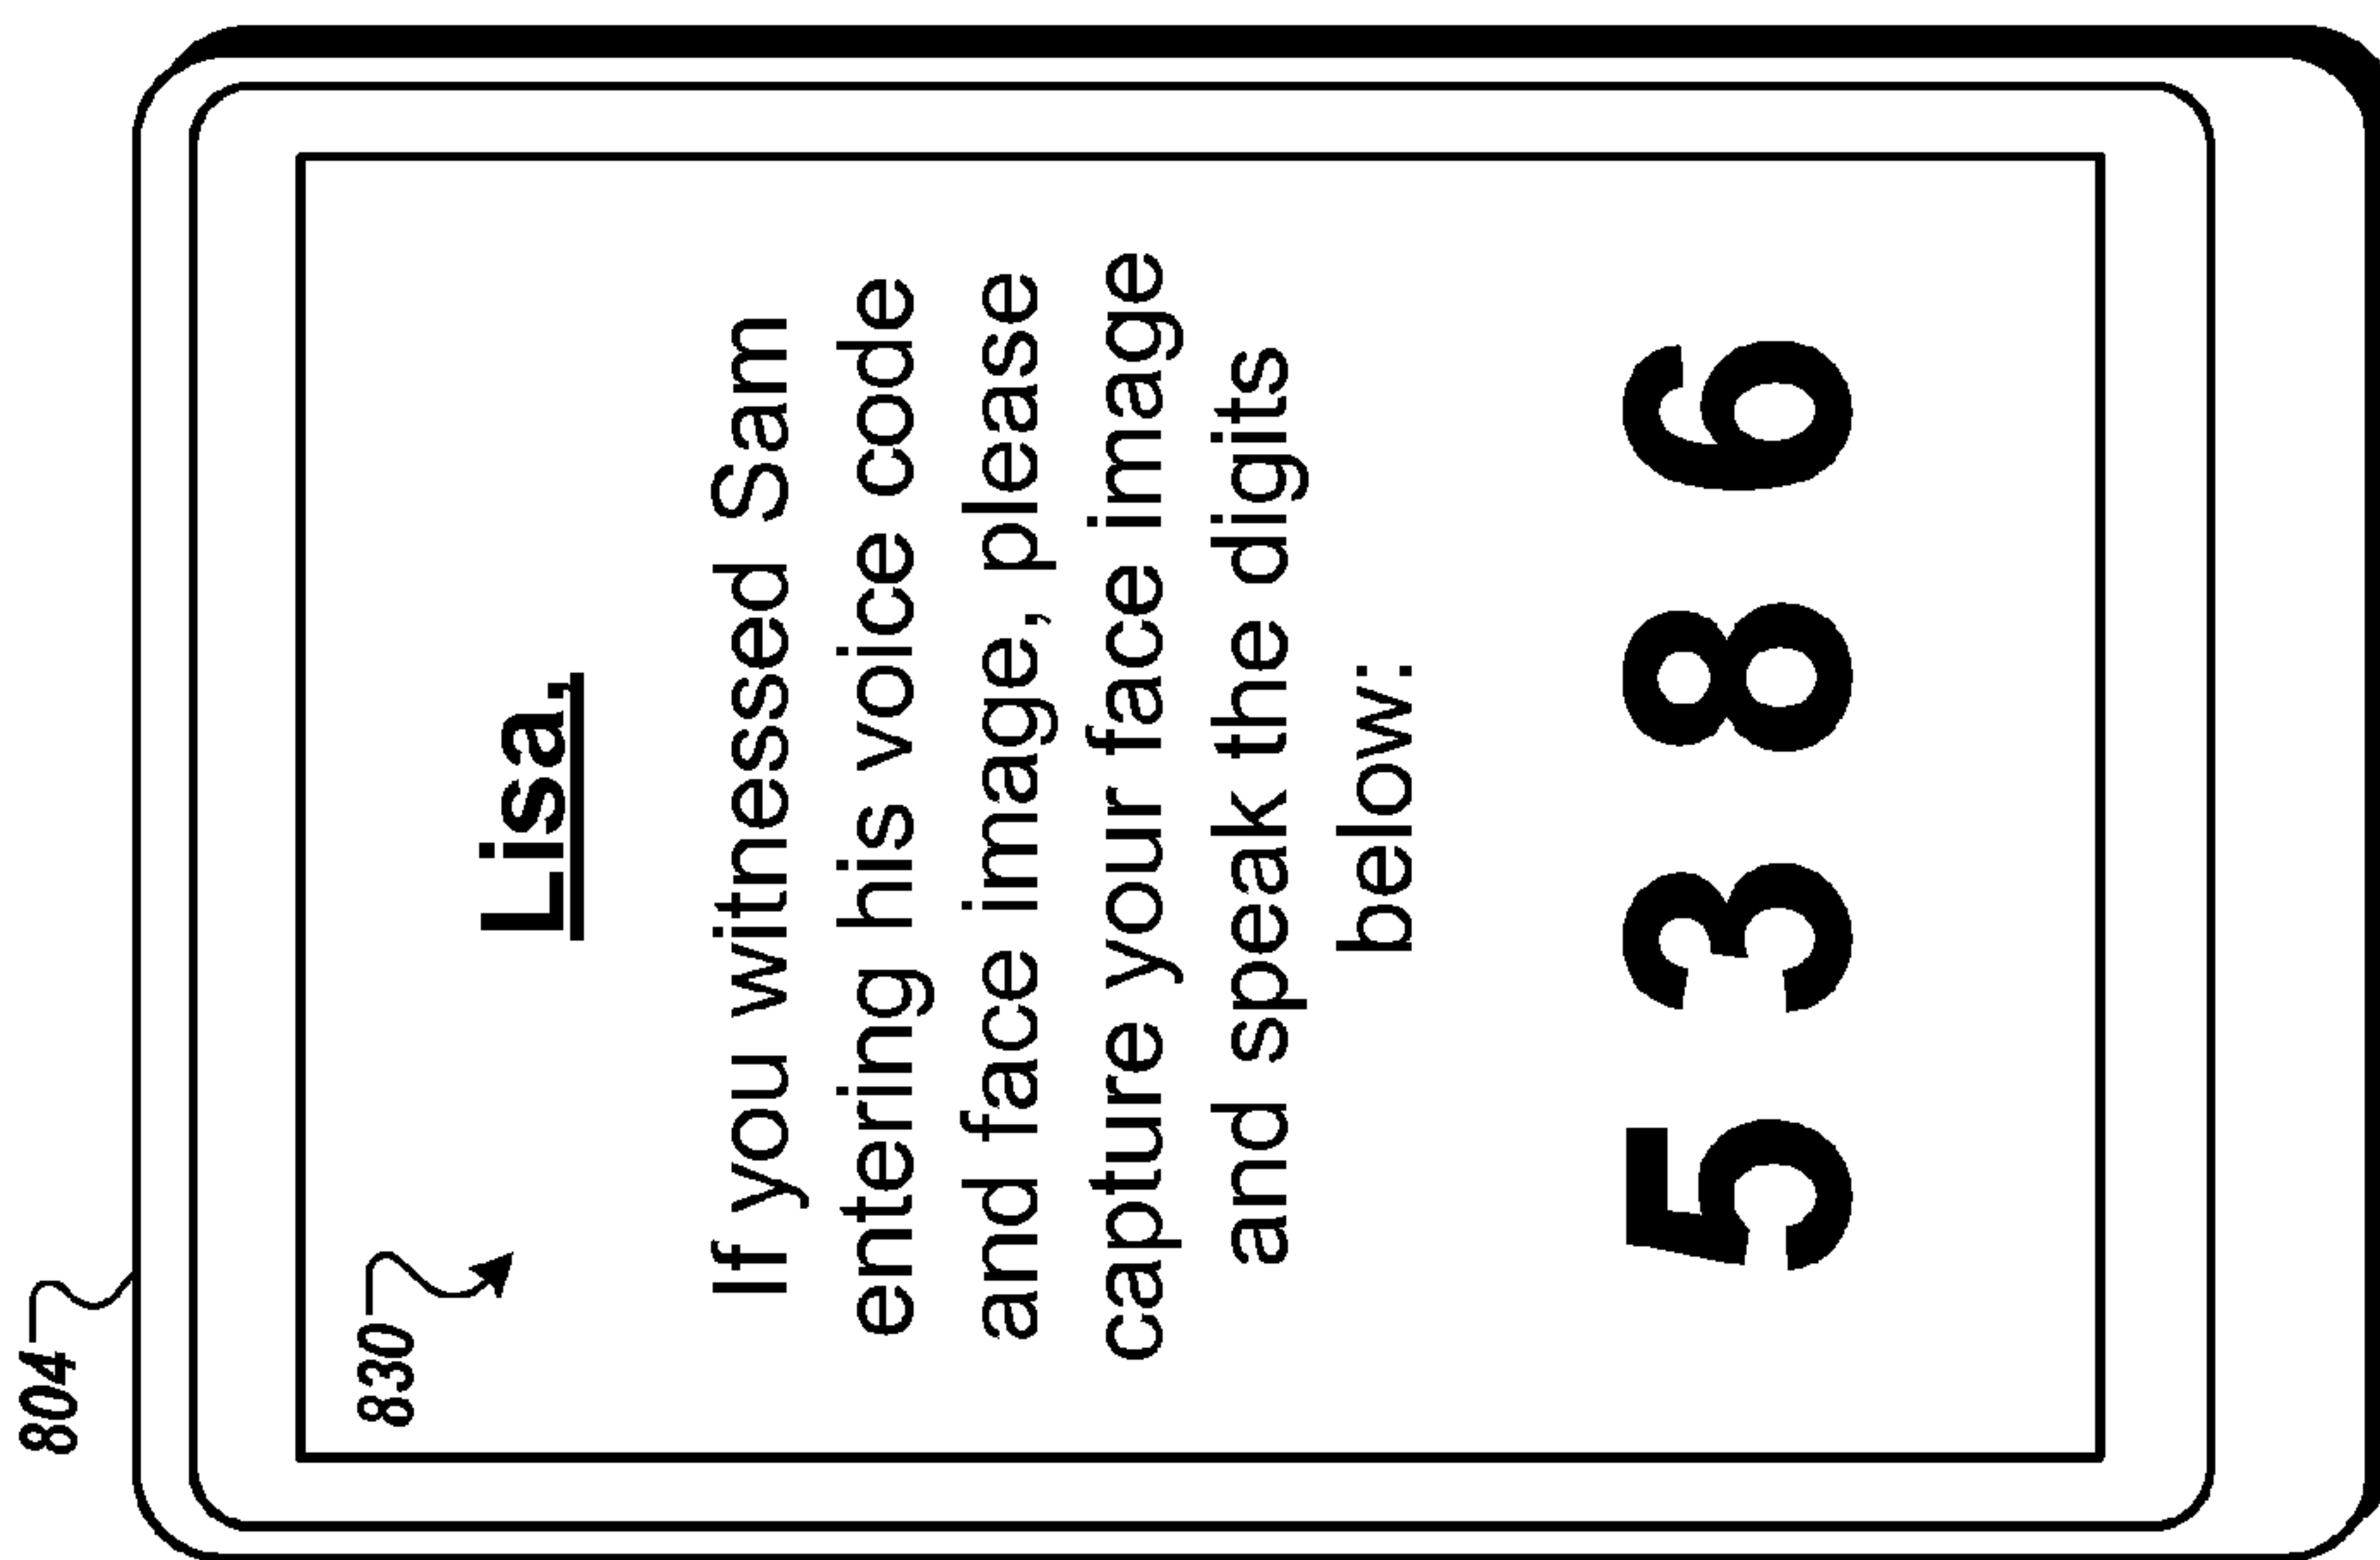 804
830
Lisa,
If you witnessed Sam
entering his voice code
and face image, please
capture your face image
and speak the digits
below:
5 3 8 6